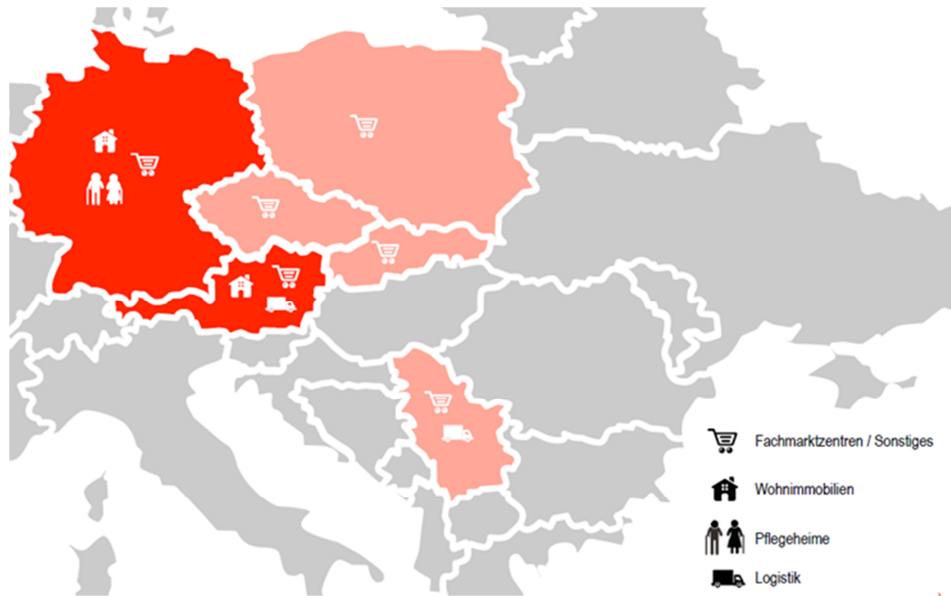 Fachmarktzentren / Sonstiges
Wohnimmobilien
Pflegeheime
Logistik